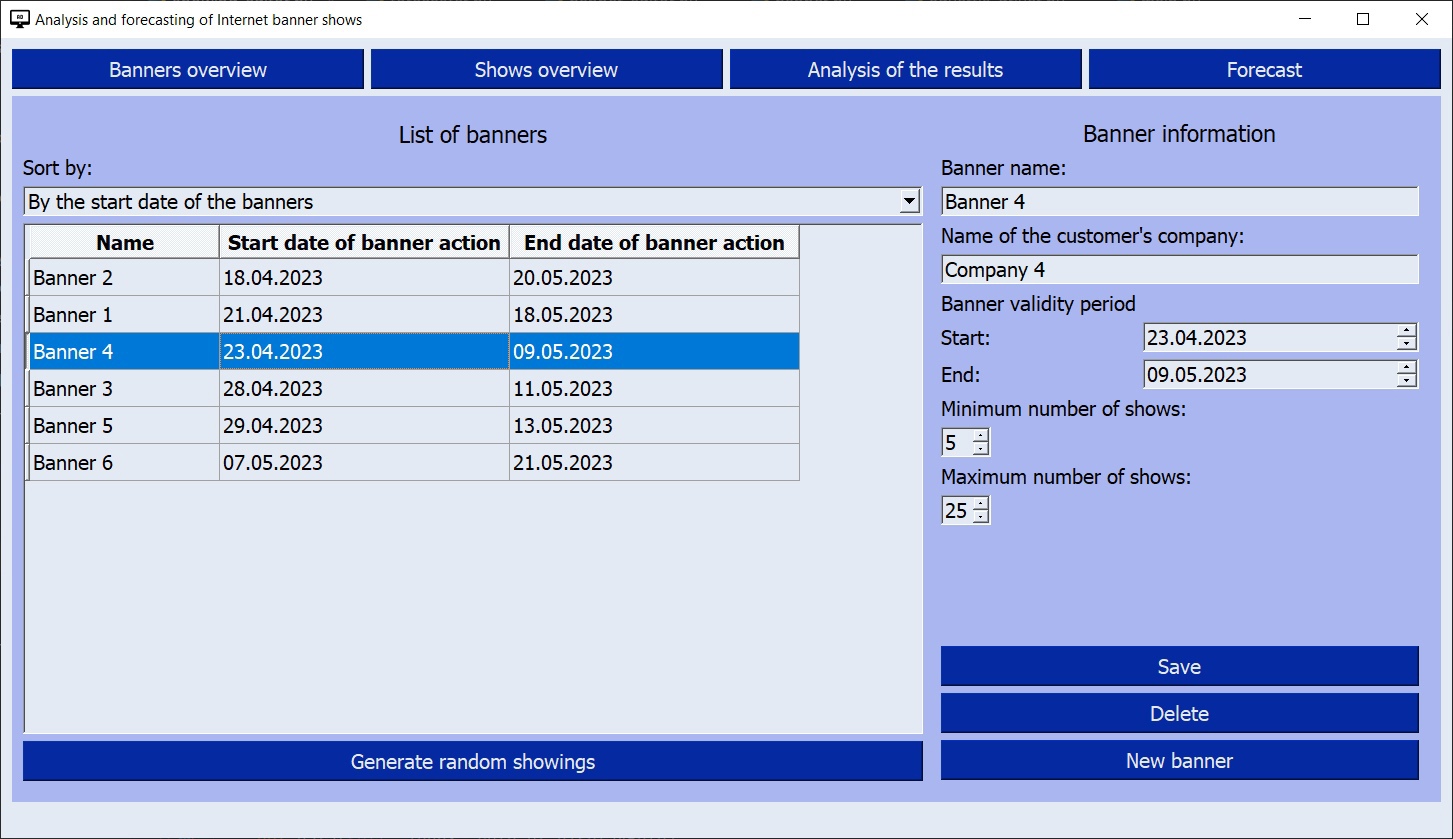 Analysis and forecasting of Internet banner shows
Banners overview
Shows overview
Analysis of the results
Forecast
List of banners
Sort by:
By the start date of the banners
Name Start date of banner action End date of banner action
Banner 2 18.04.2023 20.05.2023
Banner 1 21.04.2023 18.05.2023
Banner 4 23.04.2023 09.05.2023
Banner 3 28.04.2023 11.05.2023
Banner 5 29.04.2023 13.05.2023
Banner 6 07.05.2023 21.05.2023
Generate random showings
Banner information
Banner name:
Banner 4
Name of the customer's company:
Company 4
Banner validity period
Start: 23.04.2023
End: 09.05.2023
Minimum number of shows:
5
Maximum number of shows:
25
Save
Delete
New banner